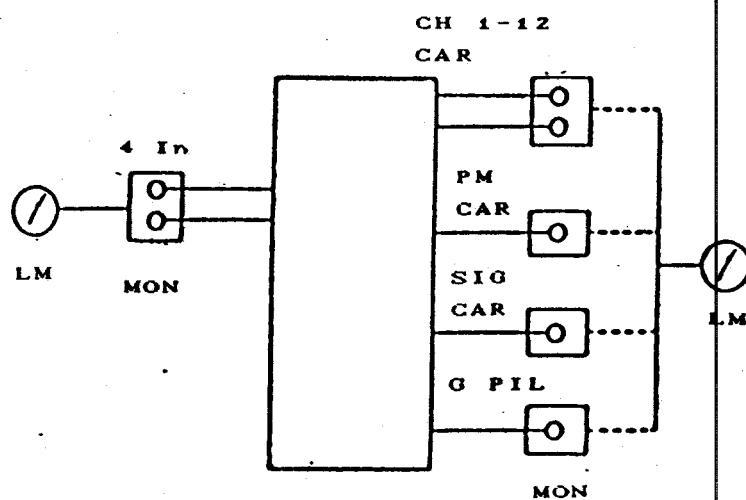 CH 1-12
CAR
4 In
PM
CAR
LM
MON
SIG
CAR
LM
G PIL
MON